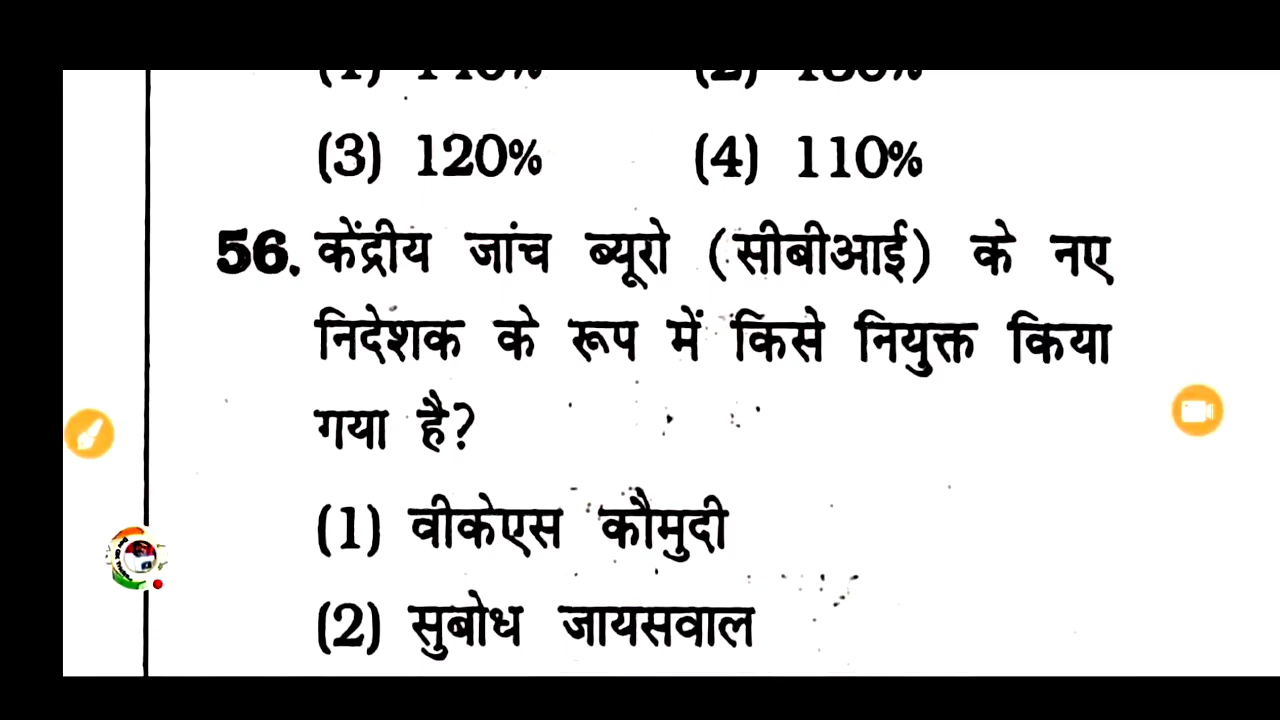 (3) 120% (4) 110%
56. केंद्रीय जांच ब्यूरो (सीबीआई) के नए
निदेशक के रूप में किसे नियुक्त किया
गया है?
(1) वीकेएस कौमुदी
(2) सुबोध जायसवाल